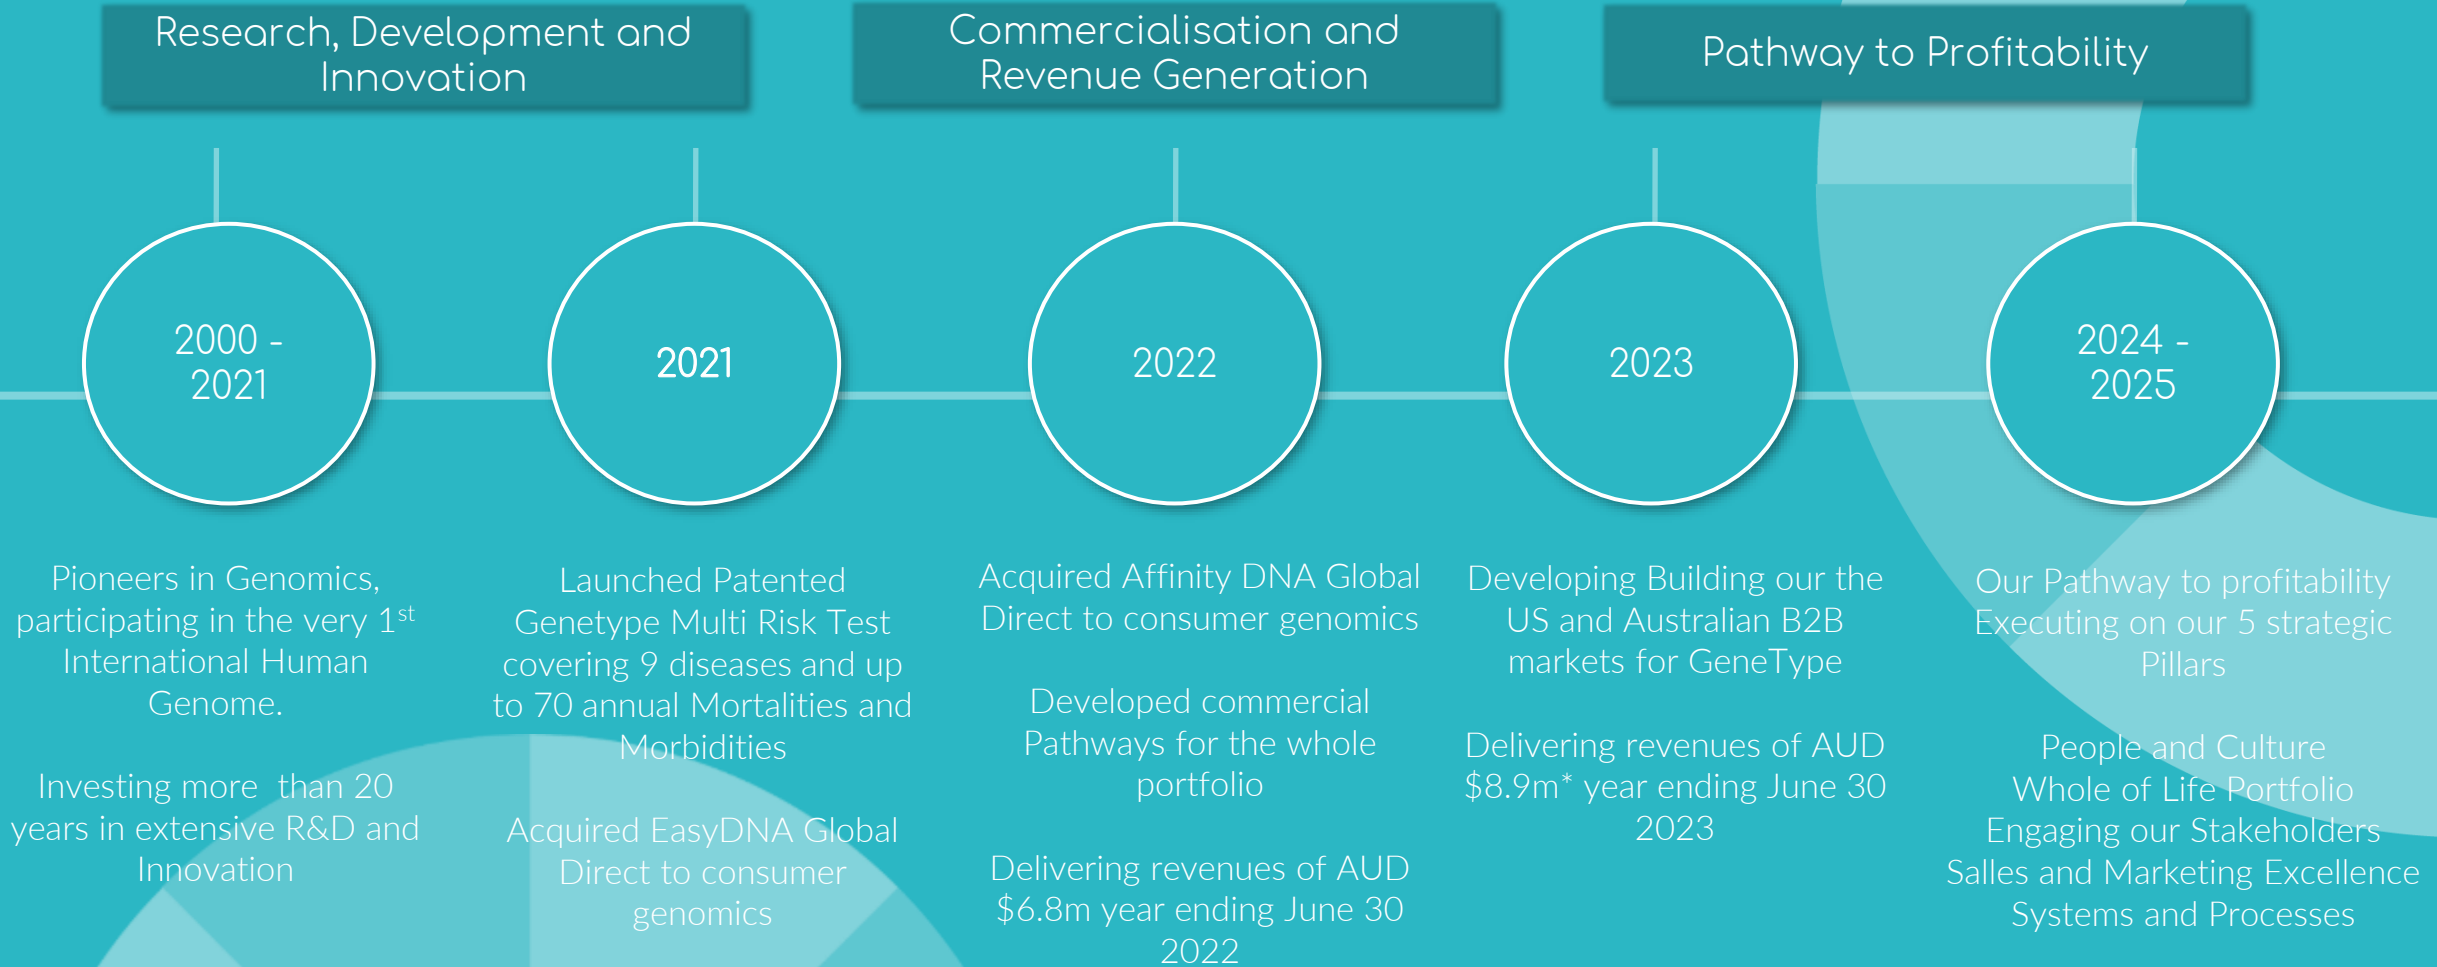 Research, Development and
Innovation
Commercialisation and
Revenue Generation
Pathway to Profitability
2000 -
2021
2021
2022
2023
2024 -
2025
Pioneers in Genomics,
participating in the very 1st
International Human
Genome.
Investing more than 20
years in extensive R&D and
Innovation
Launched Patented
Genetype Multi Risk Test
covering 9 diseases and up
to 70 annual Mortalities and
Morbidities
Acquired EasyDNA Global
Direct to consumer
genomics
Acquired Affinity DNA Global
Direct to consumer genomics
Developed commercial
Pathways for the whole
portfolio
Delivering revenues of AUD
$6.8m year ending June 30
2022
Developing Building our the
US and Australian B2B
markets for GeneType
Delivering revenues of AUD
$8.9m* year ending June 30
2023
Our Pathway to profitability
Executing on our 5 strategic
Pillars
People and Culture
Whole of Life Portfolio
Engaging our Stakeholders
Salles and Marketing Excellence
Systems and Processes